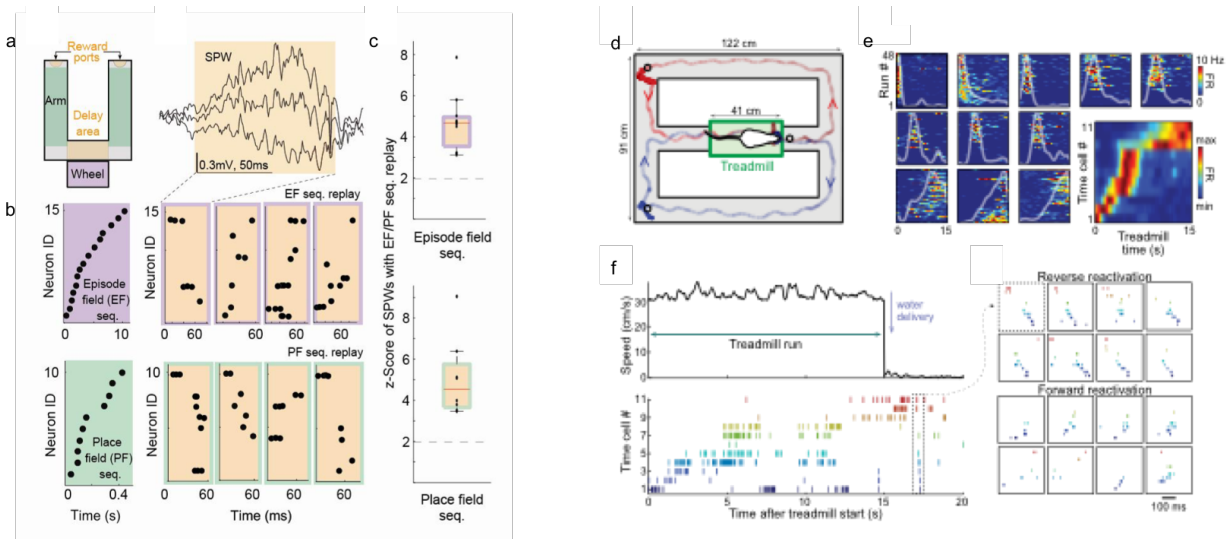 a
Reward
ports
Arm
Delay
area
Wheel
SPW
0.3mV, 50ms
b
15
Neuron ID
Episode
field (EF)
seq.
0
10
EF seq. replay
15
Neuron ID
0
60
60
60
60
10
Neuron ID
Place
field (PF)
seq.
0
0.4
Time (s)
PF seq. replay
10
Neuron ID
0
60
60
60
60
Time (ms)
c
z-Score of SPWs with EF/PF seq. replay
8
6
4
2
Episode field
seq.
8
6
4
2
Place field
seq.
d
122 cm
91 cm
41 cm
Treadmill
e
48
Run #
1
10 Hz
FR
0
0
15
11
Time cell #
1
max
FR
min
0
15
Treadmill
time (s)
f
Speed (cm/s)
30
20
10
0
water
delivery
Treadmill run
Time cell #
11
9
7
5
3
1
0
5
10
15
20
Time after treadmill start (s)
Reverse reactivation
Forward reactivation
100 ms